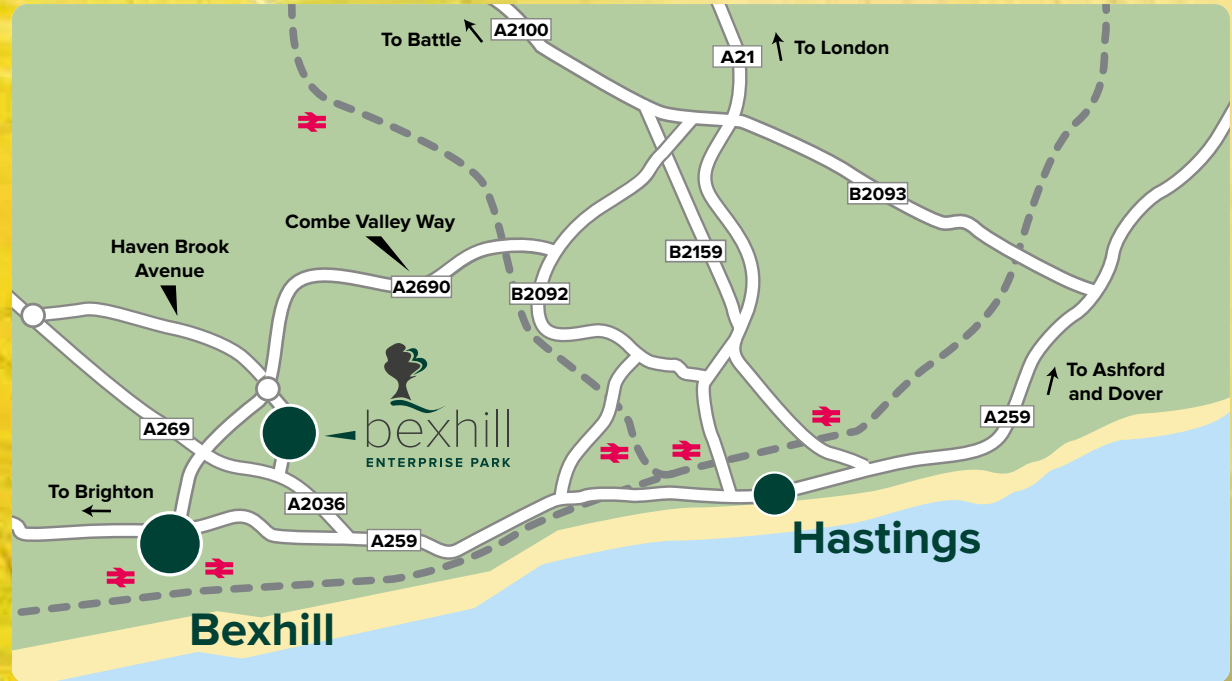 To Battle
A2100
A21
To London
B2093
Combe Valley Way
Haven Brook
Avenue
B2159
A2690
B2092
To Ashford
and Dover
A259
A269
bexhill
ENTERPRISE PARK
To Brighton
A2036
A259
Hastings
Bexhill